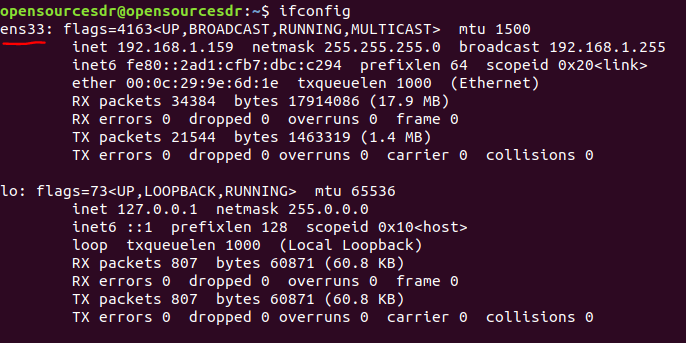 opensourcesdr@opensourcesdr:~$ ifconfig
ens33: flags=4163<UP,BROADCAST,RUNNING,MULTICAST>  mtu 1500
        inet 192.168.1.159  netmask 255.255.255.0  broadcast 192.168.1.255
        inet6 fe80::2ad1:cfb7:dbc:c294  prefixlen 64  scopeid 0x20<link>
        ether 00:0c:29:9e:6d:1e  txqueuelen 1000  (Ethernet)
        RX packets 34384  bytes 17914086 (17.9 MB)
        RX errors 0  dropped 0  overruns 0  frame 0
        TX packets 21544  bytes 1463319 (1.4 MB)
        TX errors 0  dropped 0 overruns 0  carrier 0  collisions 0

lo: flags=73<UP,LOOPBACK,RUNNING>  mtu 65536
        inet 127.0.0.1  netmask 255.0.0.0
        inet6 ::1  prefixlen 128  scopeid 0x10<host>
        loop  txqueuelen 1000  (Local Loopback)
        RX packets 807  bytes 60871 (60.8 KB)
        RX errors 0  dropped 0  overruns 0  frame 0
        TX packets 807  bytes 60871 (60.8 KB)
        TX errors 0  dropped 0 overruns 0  carrier 0  collisions 0